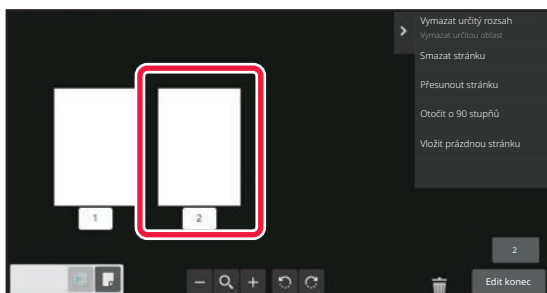 Vymazat určitý rozsah
Vymazat určitou oblast
Smazat stránku
Přesunout stránku
Otočit o 90 stupňů
Vložit prázdnou stránku
1
2
2
Edit konec